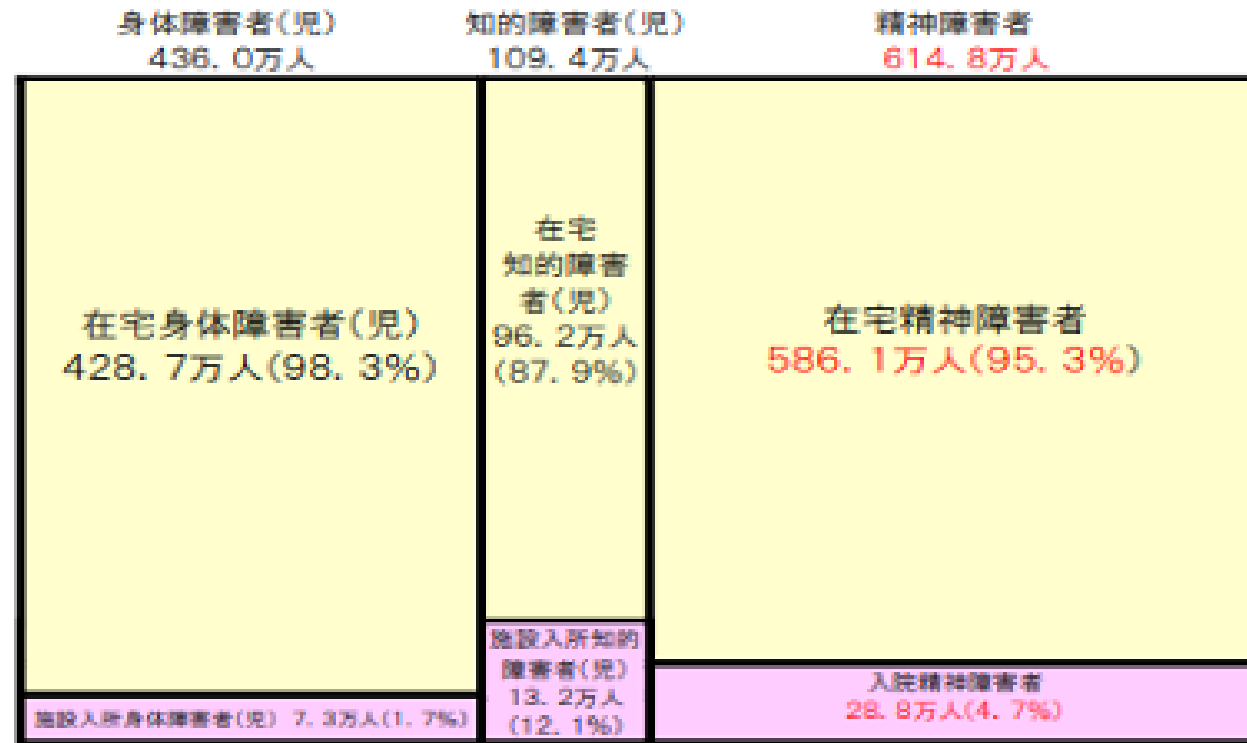 身体障害者(児)
436. 0万人
知的障害者(児)
109. 4万人
精神障害者
614. 8万人
在宅身体障害者(児)
428. 7万人(98. 3%)
在宅
知的障害
者(児)
96. 2万人
(87. 9%)
在宅精神障害者
586. 1万人(95. 3%)
施設入所身体障害者(児) 7. 3万人(1. 7%)
施設入所知的
障害者(児)
13. 2万人
(12. 1%)
入院精神障害者
28. 8万人(4. 7%)